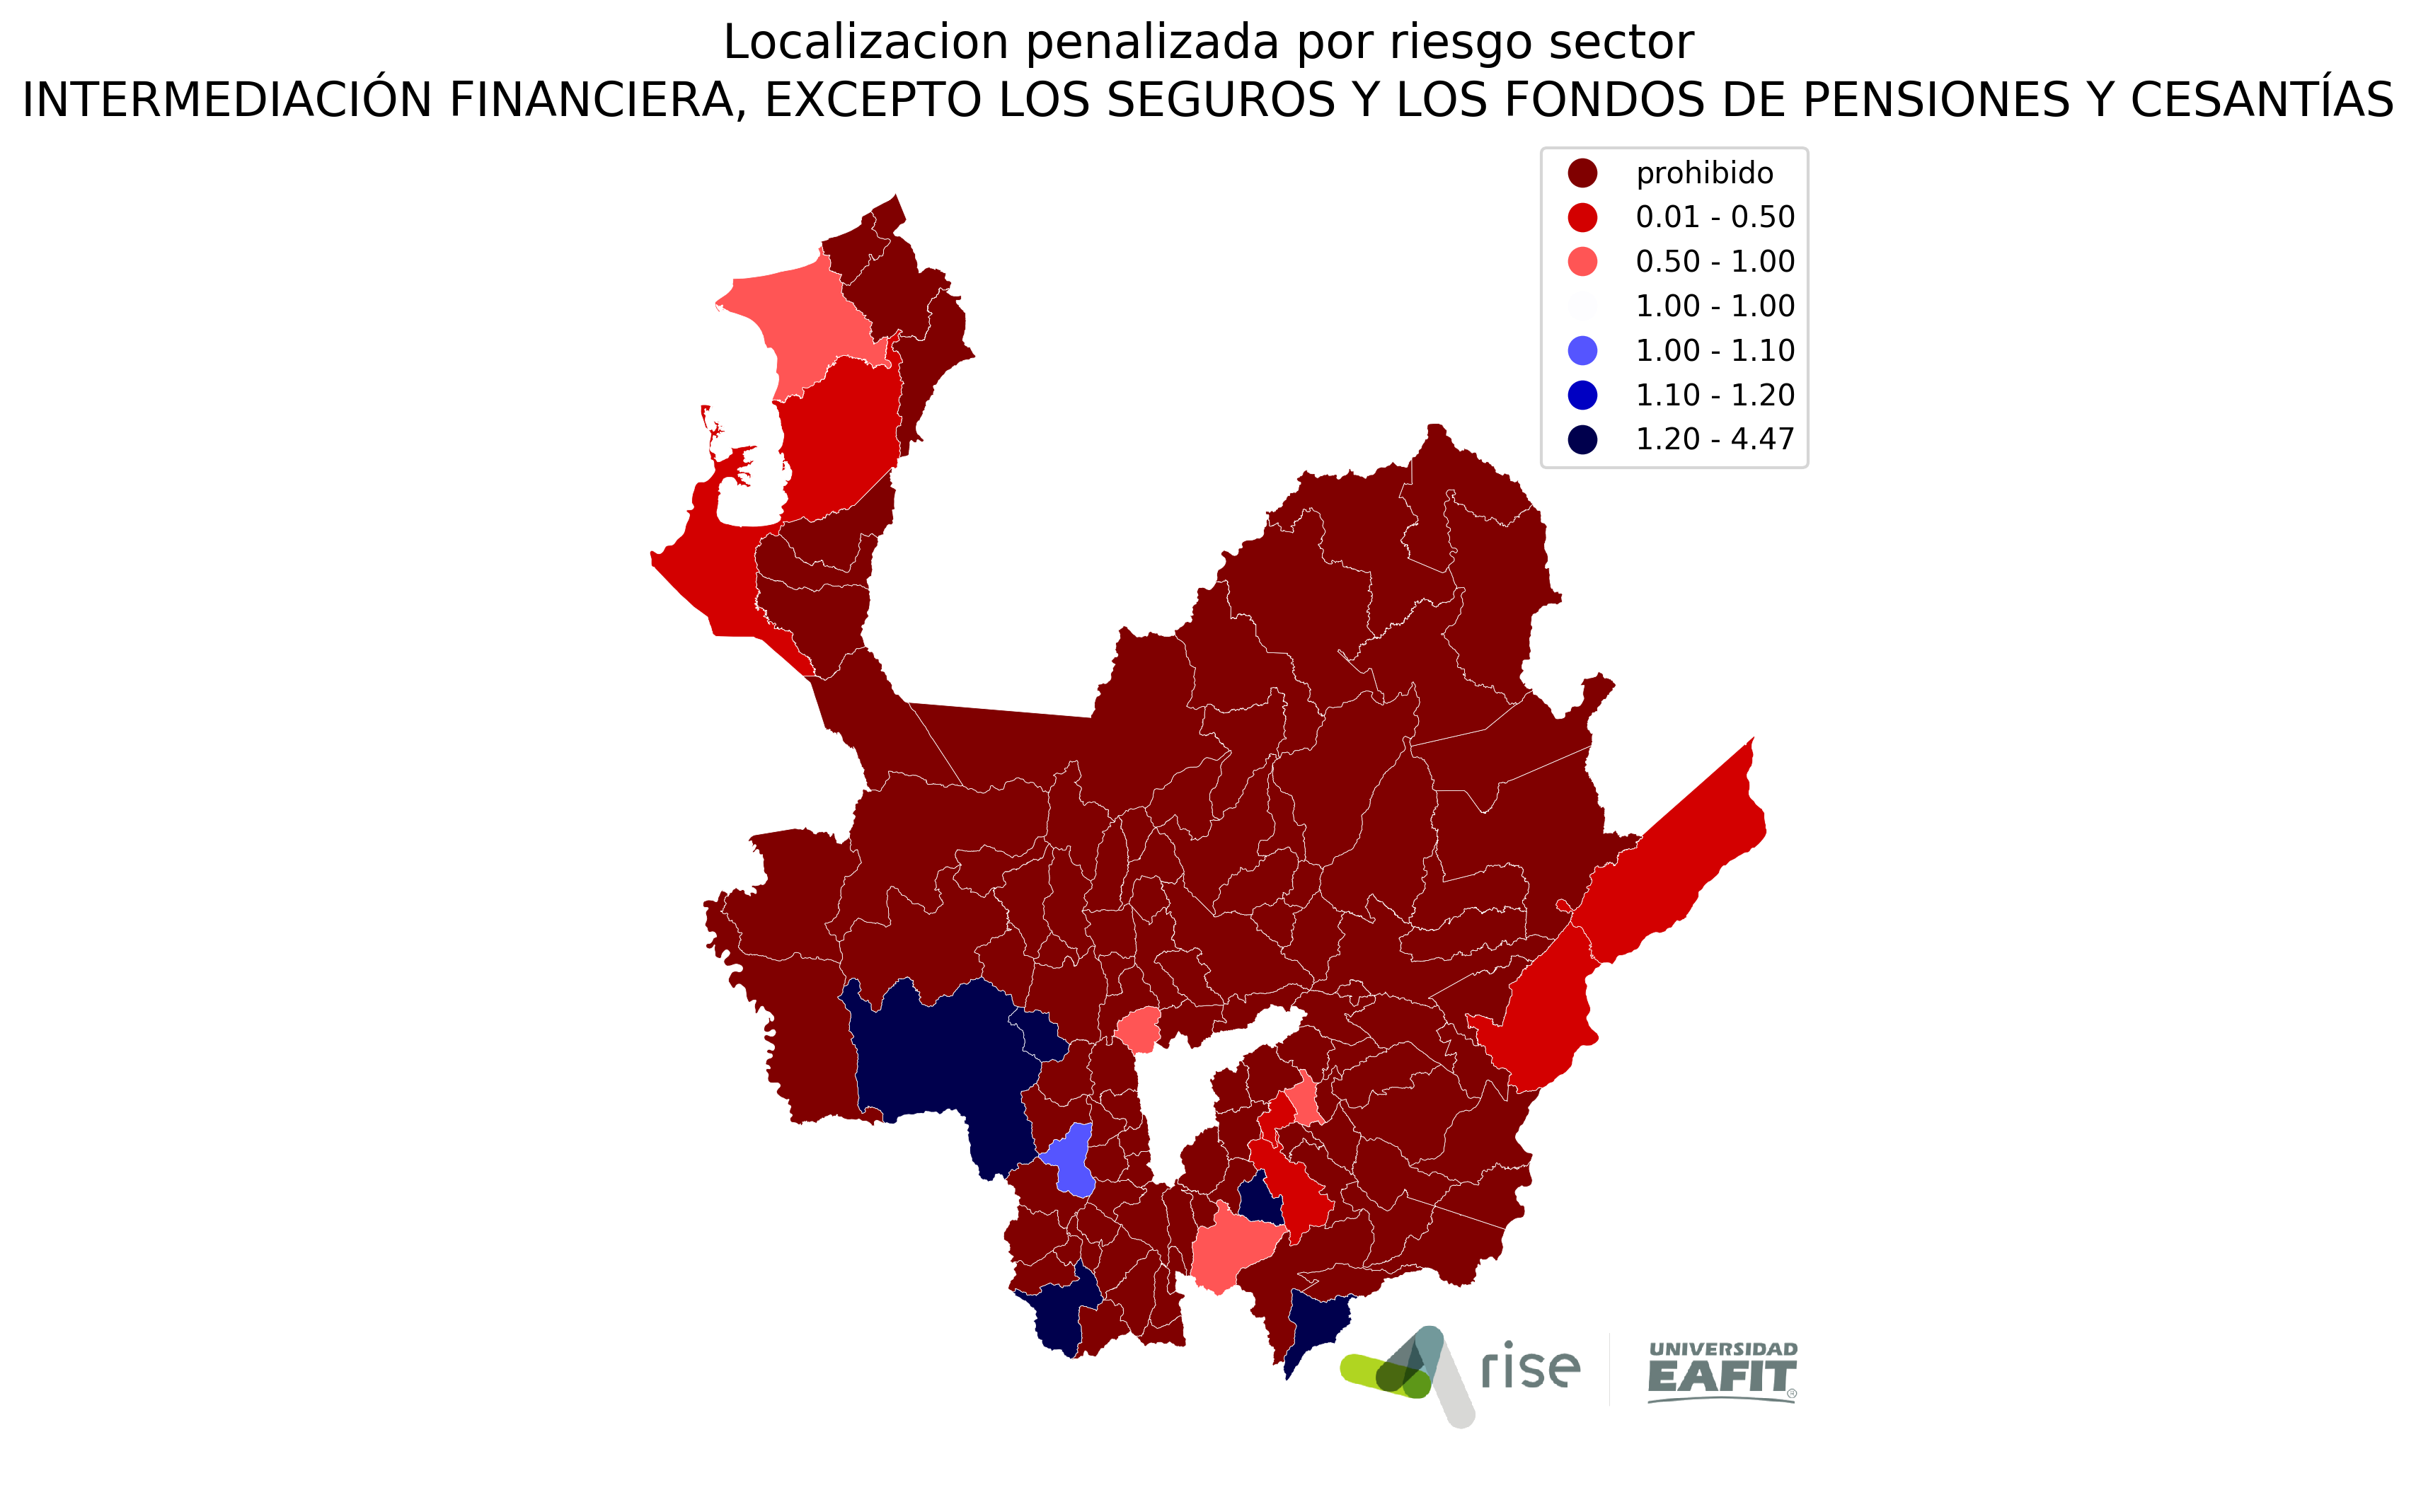 Localizacion penalizada por riesgo sector
INTERMEDIACIÓN FINANCIERA, EXCEPTO LOS SEGUROS Y LOS FONDOS DE PENSIONES Y CESANTÍAS
prohibido
0.01 - 0.50
0.50 - 1.00
1.00 - 1.00
1.00 - 1.10
1.10 - 1.20
1.20 - 4.47
rise
UNIVERSIDAD
EAFIT®